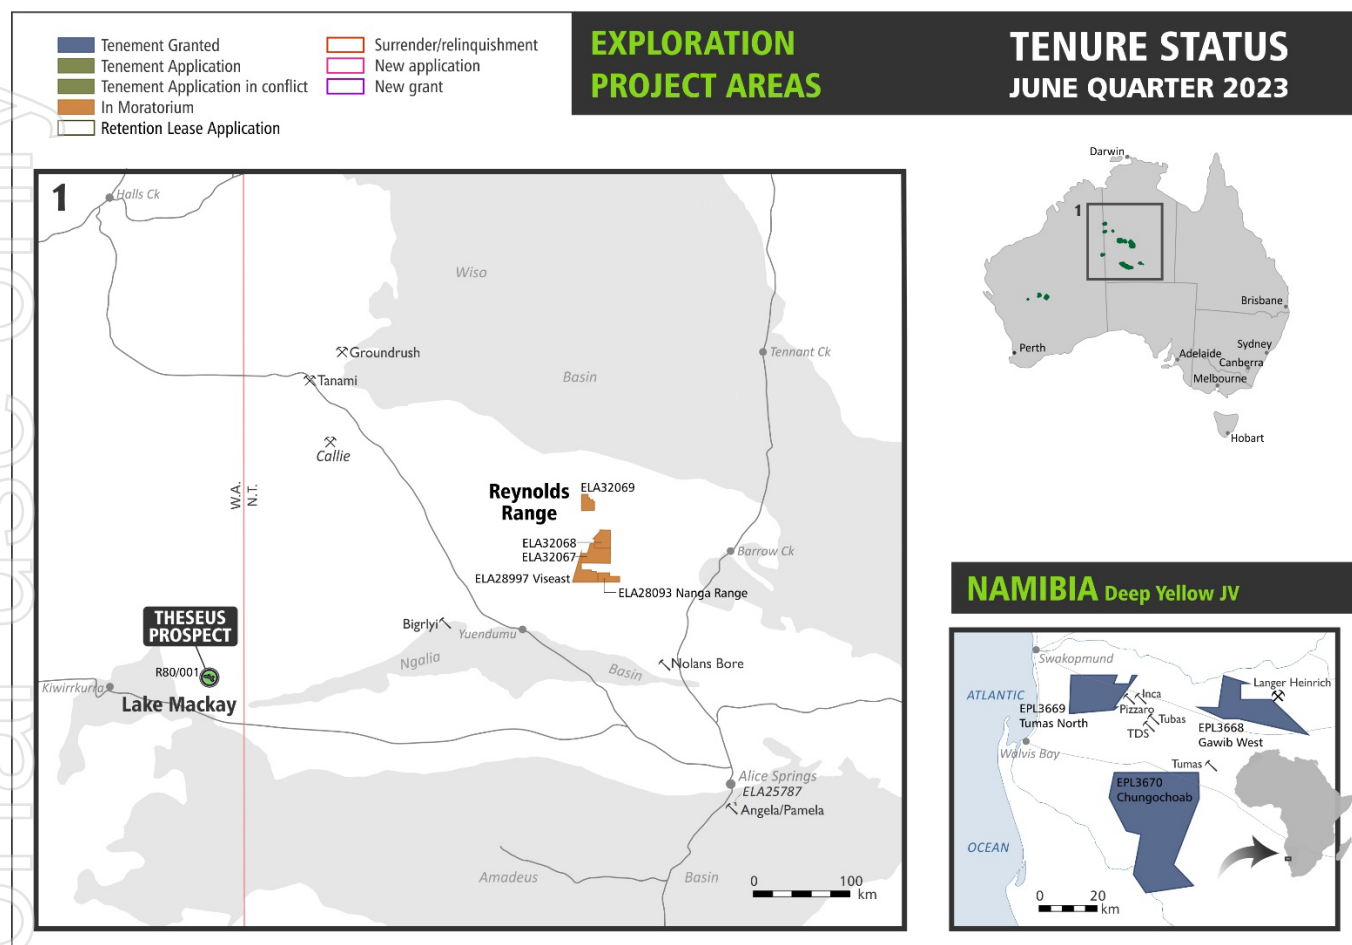 Tenement Granted
Tenement Application
Tenement Application in conflict
In Moratorium
Retention Lease Application
Surrender/relinquishment
New application
New grant
EXPLORATION
PROJECT AREAS
TENURE STATUS
JUNE QUARTER 2023
1
Halls Ck
Wiso
Groundrush
Tanami
Basin
Tennant Ck
Callie
W.A.
N.T.
Reynolds
Range
ELA32069
ELA32068
ELA32067
ELA28997 Viseast
ELA28093 Nanga Range
Barrow Ck
THESEUS
PROSPECT
R80/001
Kiwirrkurra
Lake Mackay
Bigrlyi
Yuendumu
Ngalia
Basin
Nolans Bore
Alice Springs
ELA25787
Angela/Pamela
Amadeus
Basin
0 100
km
Darwin
1
Brisbane
Perth
Adelaide
Sydney
Canberra
Melbourne
Hobart
NAMIBIA Deep Yellow JV
Swakopmund
ATLANTIC
EPL3669
Tumas North
Inca
Pizzaro
Tubas
TDS
Langer Heinrich
EPL3668
Gawib West
Walvis Bay
Tumas
EPL3670
Chungochoab
OCEAN
0 20
km